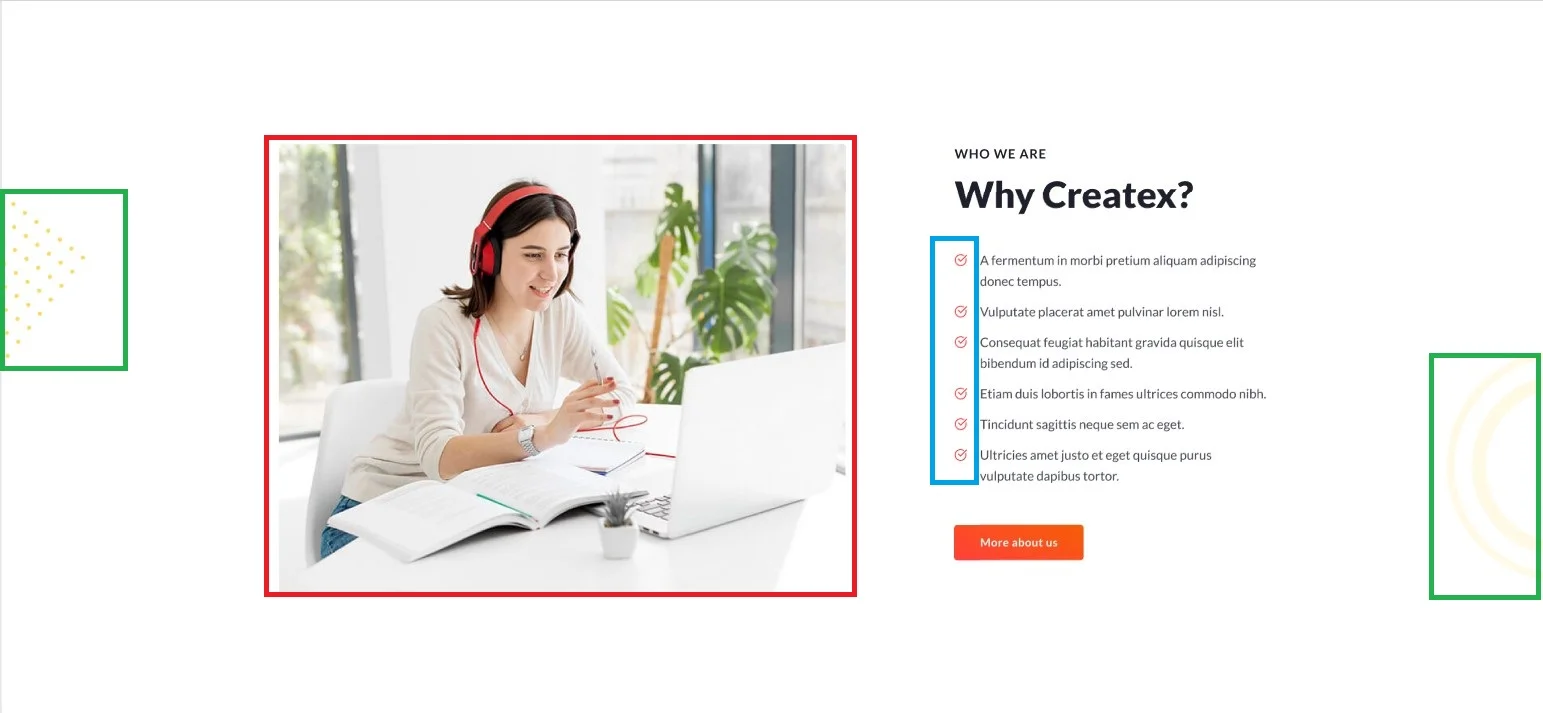 WHO WE ARE
Why Createx?
A fermentum in morbi pretium aliquam adipiscing
donec tempus.
Vulputate placerat amet pulvinar lorem nisl.
Consequat feugiat habitant gravida quisque elit
bibendum id adipiscing sed.
Etiam duis lobortis in fames ultrices commodo nibh.
Tincidunt sagittis neque sem ac eget.
Ultricies amet justo et eget quisque purus
vulputate dapibus tortor.
More about us